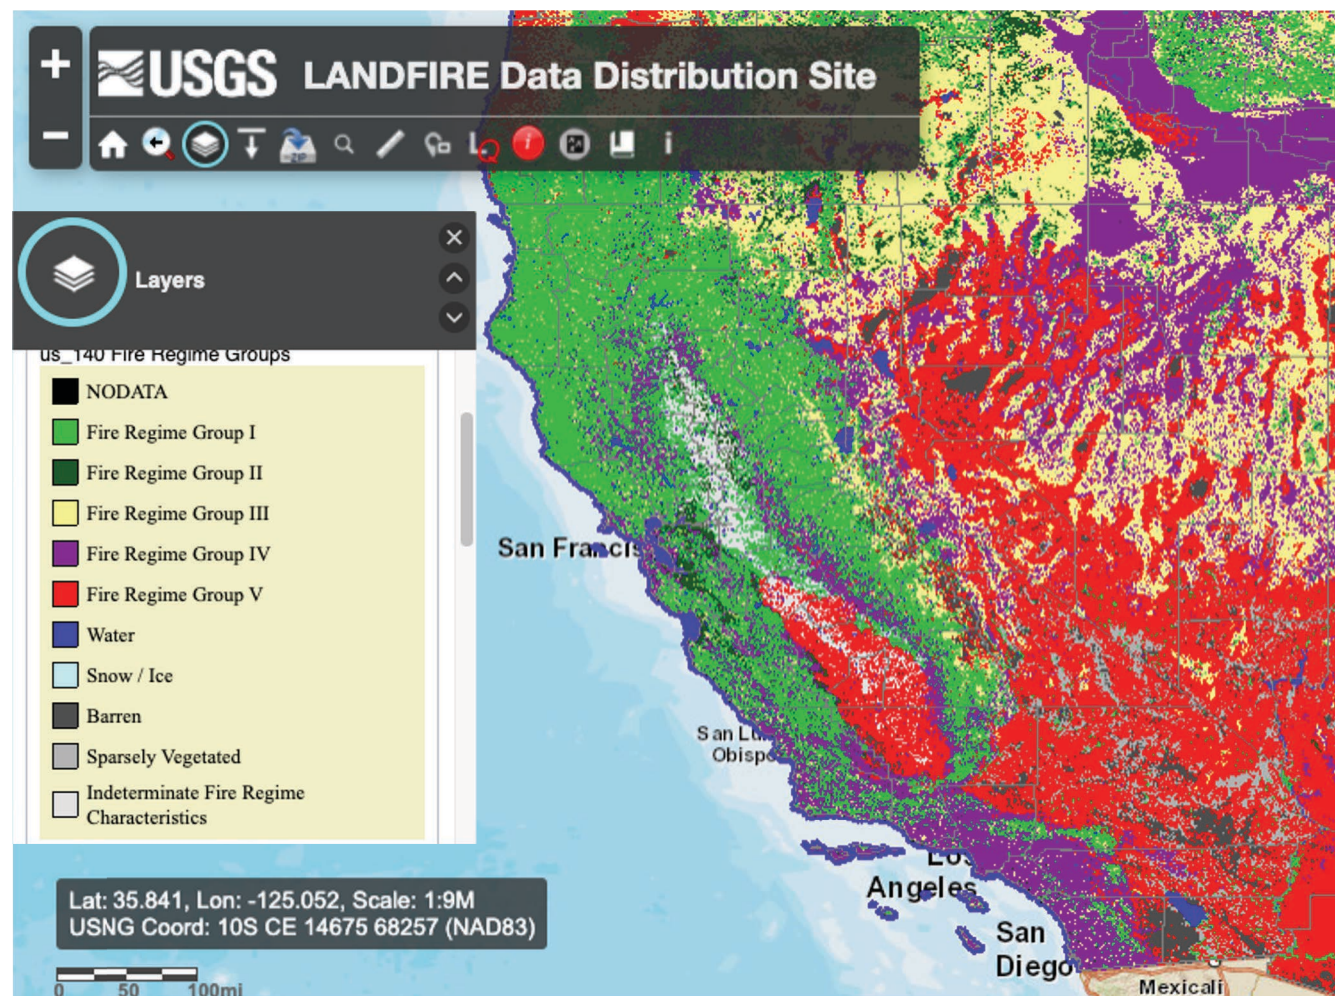 +
USGS LANDFIRE Data Distribution Site
−
ZIP
i
i
Layers
us_140 Fire Regime Groups
NODATA
Fire Regime Group I
Fire Regime Group II
Fire Regime Group III
Fire Regime Group IV
Fire Regime Group V
Water
Snow / Ice
Barren
Sparsely Vegetated
Indeterminate Fire Regime
Characteristics
San Francis
San Lu
Obispo
Los
Angeles
San
Diego
Mexicali
Lat: 35.841, Lon: -125.052, Scale: 1:9M
USNG Coord: 10S CE 14675 68257 (NAD83)
0 50 100mi